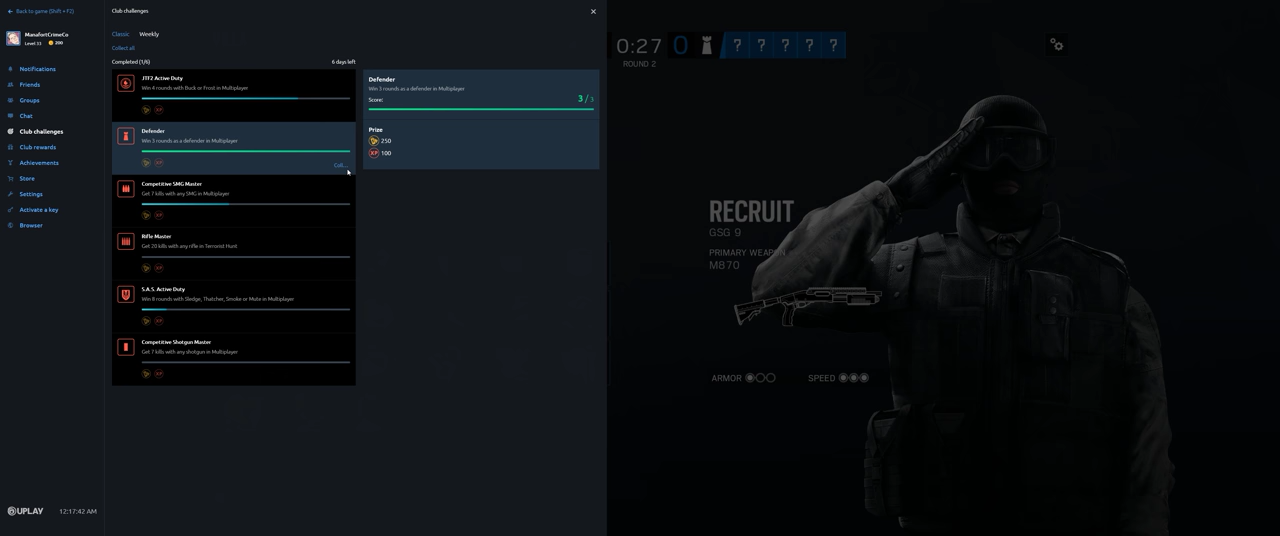 Back to game (Shift + F2)
ManafortCrimeCo
Level 33 200
Notifications
Friends
Groups
Chat
Club challenges
Club rewards
Achievements
Store
Settings
Activate a key
Browser
UPLAY 12:17:42 AM
Club challenges
Classic Weekly
Collect all
Completed (1/6) 6 days left
JTF2 Active Duty
Win 4 rounds with Buck or Frost in Multiplayer
Defender
Win 3 rounds as a defender in Multiplayer
XP
Coll...
Competitive SMG Master
Get 7 kills with any SMG in Multiplayer
XP
Rifle Master
Get 20 kills with any rifle in Terrorist Hunt
XP
S.A.S. Active Duty
Win 8 rounds with Sledge, Thatcher, Smoke or Mute in Multiplayer
XP
Competitive Shotgun Master
Get 7 kills with any shotgun in Multiplayer
XP
Defender
Win 3 rounds as a defender in Multiplayer
Score: 3 / 3
Prize
250
XP 100
0:27 0 ? ? ? ? ?
ROUND 2
RECRUIT
GSG 9
PRIMARY WEAPON
M870
ARMOR SPEED